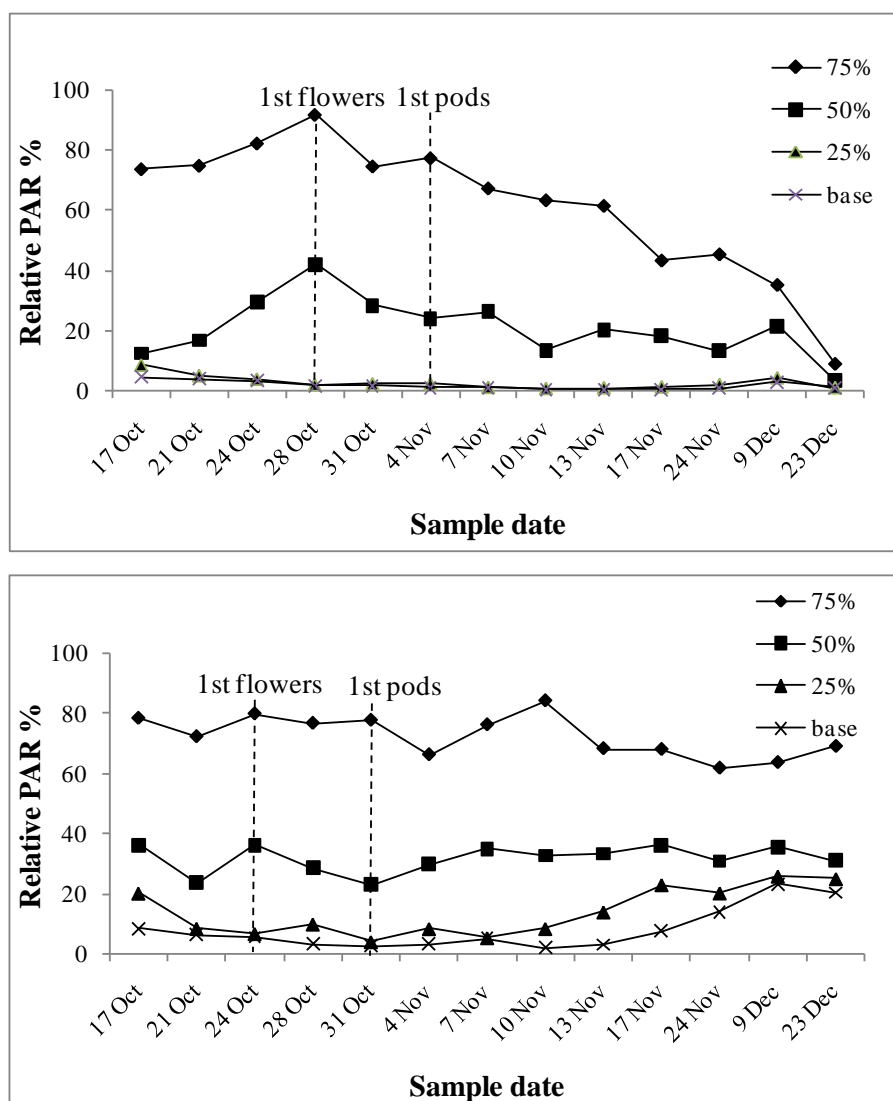 75%
50%
25%
base
1st flowers
1st pods
100
80
60
40
20
0
Relative PAR %
17 Oct
21 Oct
24 Oct
28 Oct
31 Oct
4 Nov
7 Nov
10 Nov
13 Nov
17 Nov
24 Nov
9 Dec
23 Dec
Sample date
75%
50%
25%
base
1st flowers
1st pods
100
80
60
40
20
0
Relative PAR %
17 Oct
21 Oct
24 Oct
28 Oct
31 Oct
4 Nov
7 Nov
10 Nov
13 Nov
17 Nov
24 Nov
9 Dec
23 Dec
Sample date